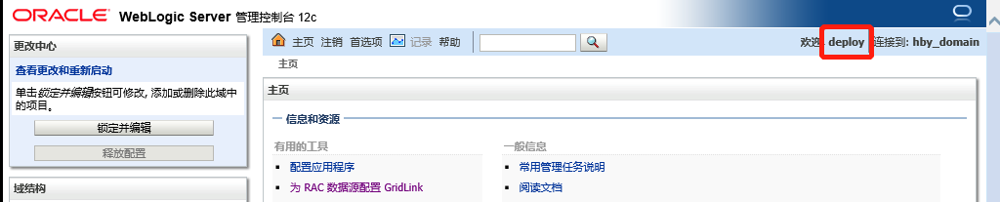 ORACLE WebLogic Server 管理控制台 12c
更改中心
查看更改和重新启动
单击锁定并编辑按钮可修改, 添加或删除此域中
的项目。
锁定并编辑
释放配置
域结构
主页 注销 首选项 记录 帮助
欢迎, deploy 连接到: hby_domain
主页
主页
信息和资源
有用的工具
配置应用程序
为 RAC 数据源配置 GridLink
一般信息
常用管理任务说明
阅读文档